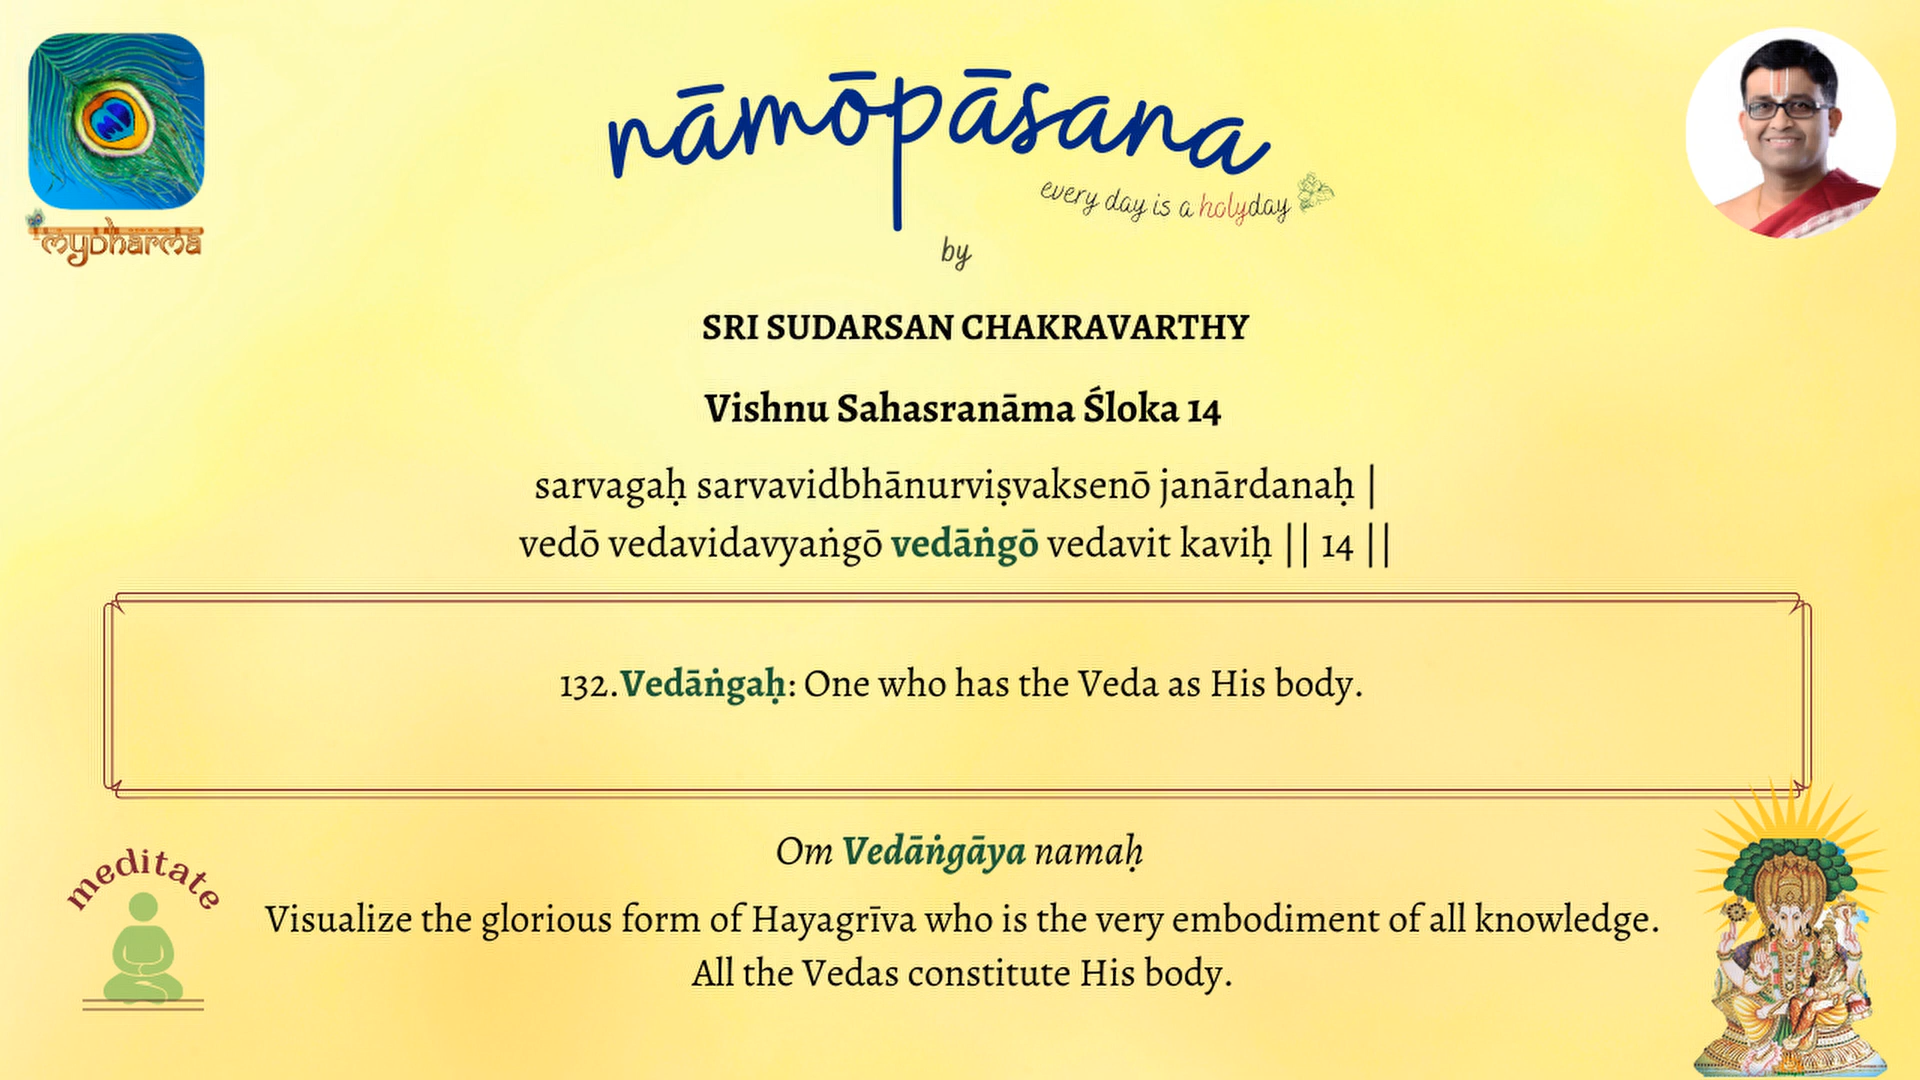 nāmōpāsana
every day is a holyday
mydharma
by
SRI SUDARSAN CHAKRAVARTHY
Vishnu Sahasranāma Śloka 14
sarvagaḥ sarvavidbhānurviṣvaksenō janārdanaḥ |
vedō vedavidavyaṅgō vedāṅgō vedavit kaviḥ || 14 ||
132.Vedāṅgaḥ: One who has the Veda as His body.
Om Vedāṅgāya namaḥ
meditate
Visualize the glorious form of Hayagrīva who is the very embodiment of all knowledge.
All the Vedas constitute His body.